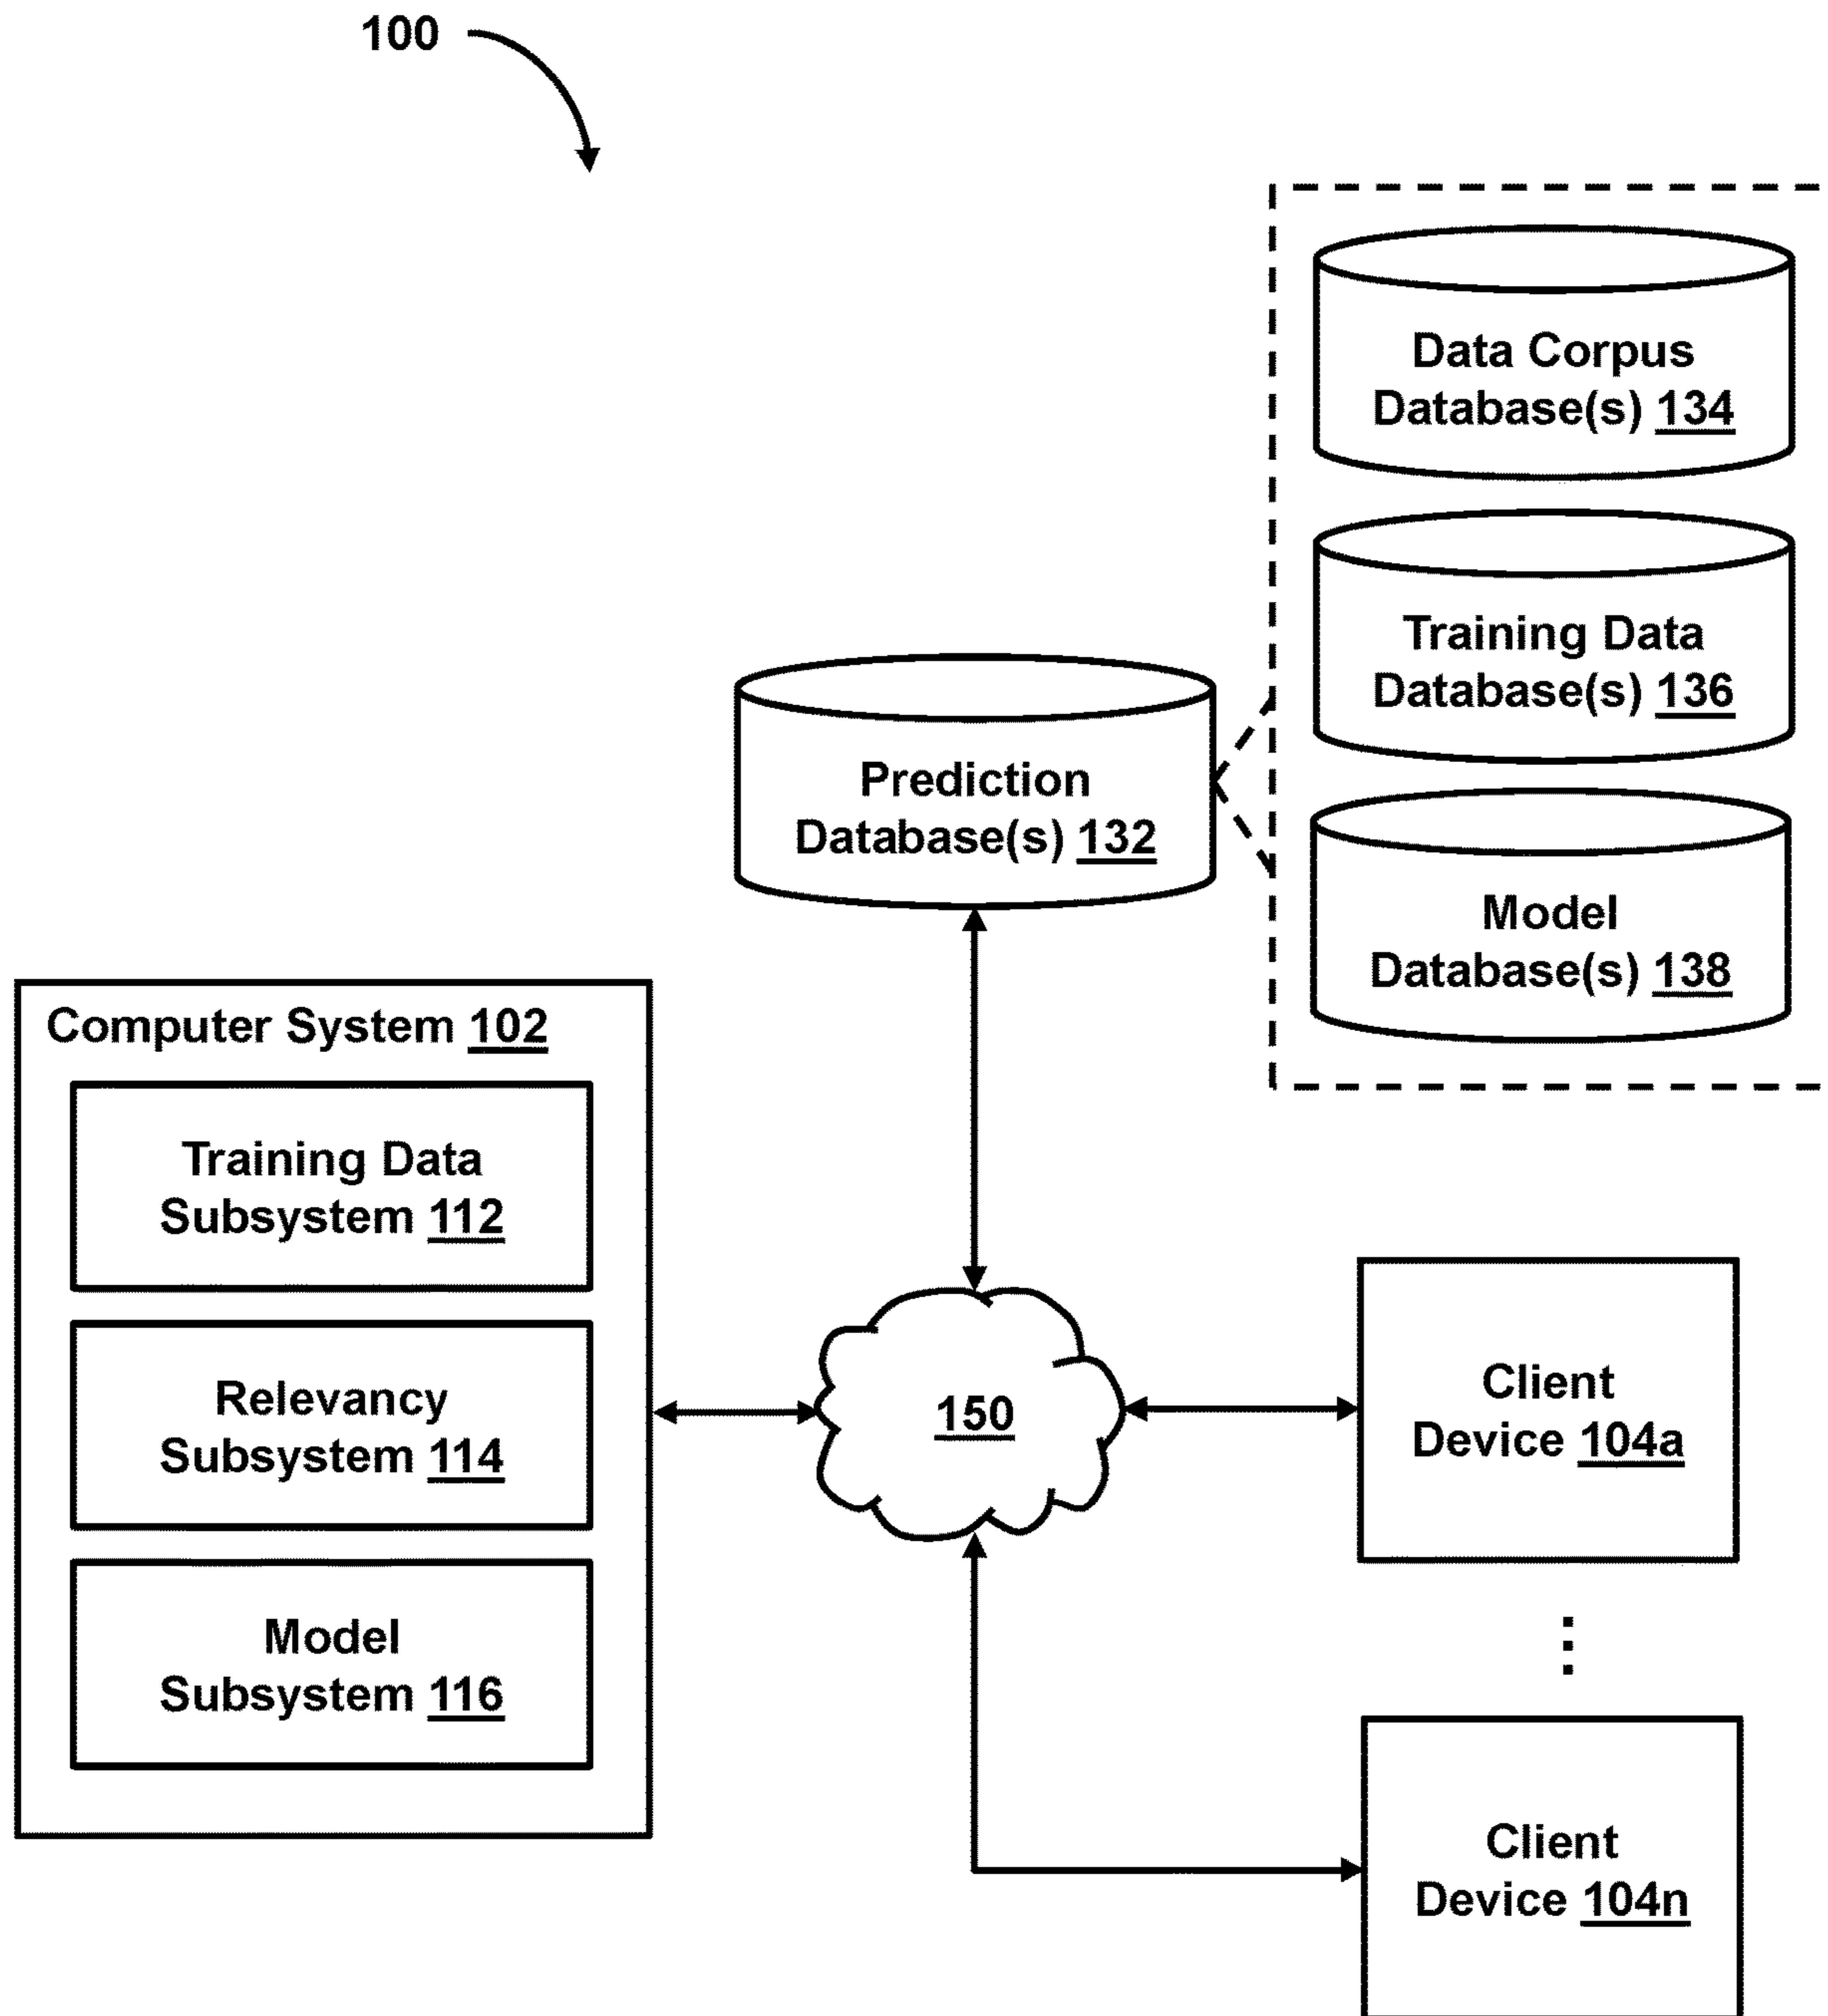 100
Data Corpus
Database(s) 134
Training Data
Database(s) 136
Prediction
Database(s) 132
Model
Database(s) 138
Computer System 102
Training Data
Subsystem 112
Relevancy
Subsystem 114
Model
Subsystem 116
150
Client
Device 104a
Client
Device 104n